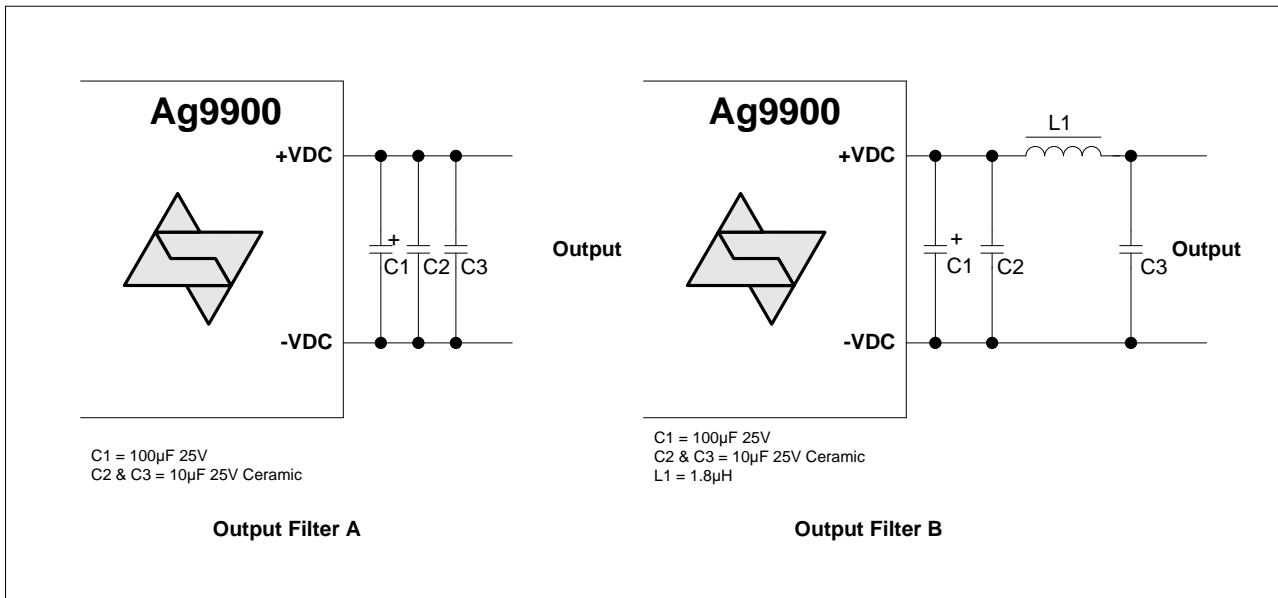 Ag9900
+VDC
+
C1
C2
C3
Output
-VDC
C1 = 100µF 25V
C2 & C3 = 10µF 25V Ceramic
Output Filter A
Ag9900
L1
+VDC
+
C1
C2
C3
Output
-VDC
C1 = 100µF 25V
C2 & C3 = 10µF 25V Ceramic
L1 = 1.8µH
Output Filter B